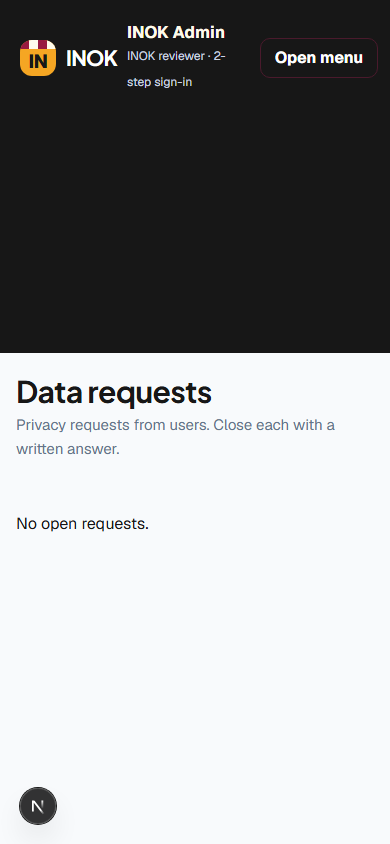 IN
INOK
INOK Admin
INOK reviewer · 2-
step sign-in
Open menu
Data requests
Privacy requests from users. Close each with a
written answer.
No open requests.
N